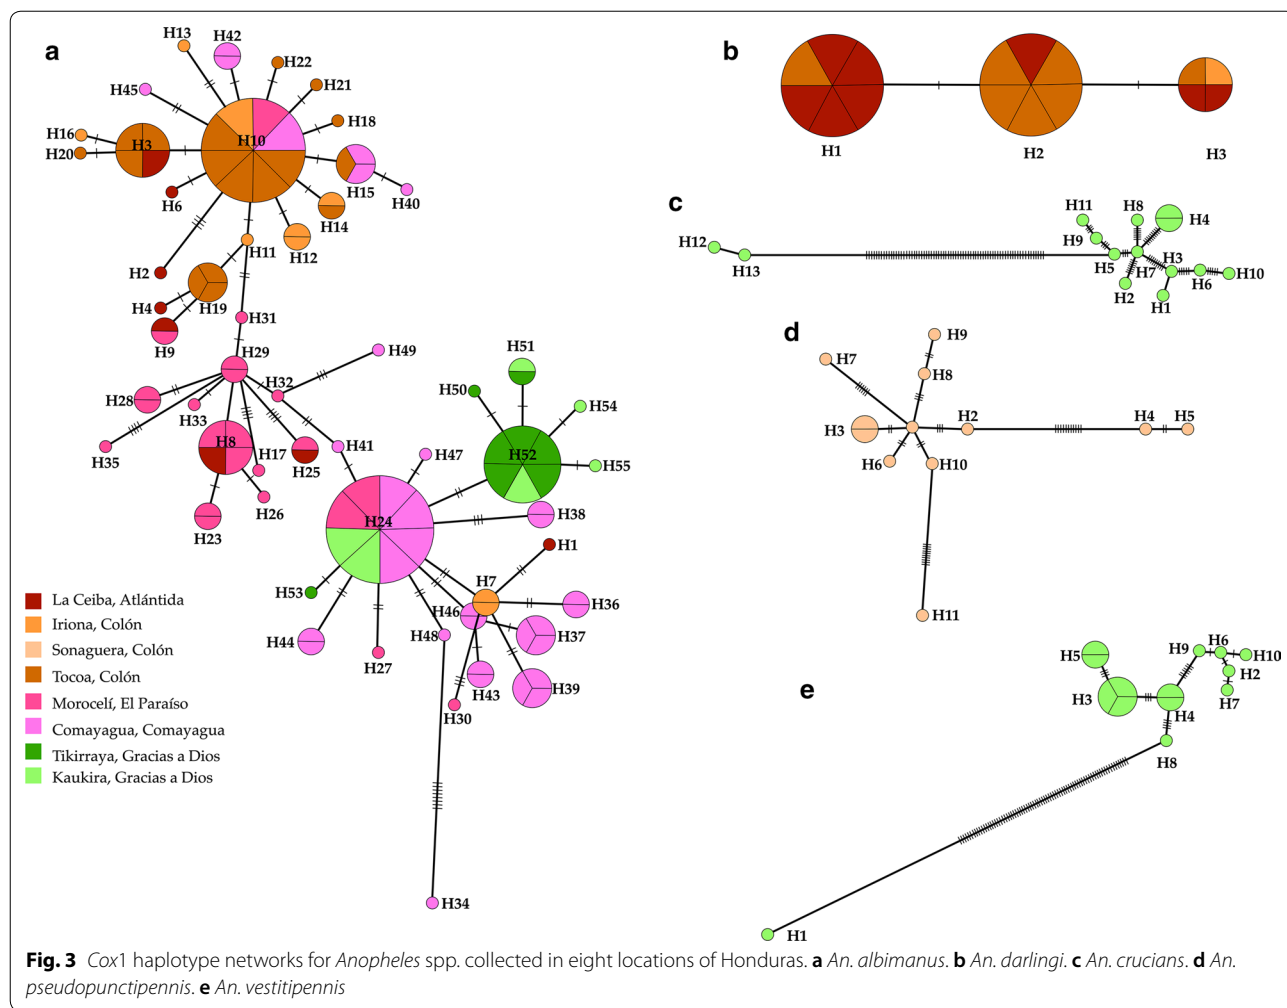 a
H13
H42
H22
H21
H45
H18
H16
H3
H10
H20
H15
H6
H40
H14
H11
H12
H2
H19
H4
H9
H31
H29
H49
H32
H28
H33
H35
H8
H17
H25
H41
H26
H23
H51
H50
H54
H52
H55
H47
H24
H38
H1
H53
H7
H36
H46
H48
H37
H44
H27
H43
H39
H30
H34
La Ceiba, Atlántida
Iriona, Colón
Sonaguera, Colón
Tocoa, Colón
Morocelí, El Paraíso
Comayagua, Comayagua
Tikirraya, Gracias a Dios
Kaukira, Gracias a Dios
b
H1
H2
H3
c
H11
H8
H4
H12
H9
H13
H5
H7
H3
H6
H10
H2
H1
d
H9
H7
H8
H3
H2
H4
H5
H6
H10
H11
e
H5
H9
H6
H10
H3
H2
H4
H7
H8
H1
Fig. 3 Cox1 haplotype networks for Anopheles spp. collected in eight locations of Honduras. a An. albimanus. b An. darlingi. c An. crucians. d An.
pseudopunctipennis. e An. vestitipennis